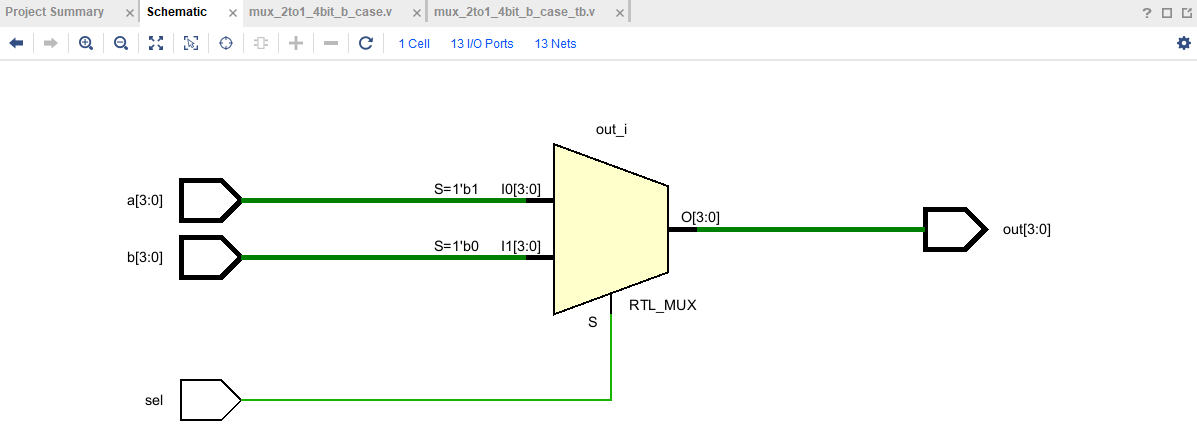 Project Summary × Schematic × mux_2to1_4bit_b_case.v × mux_2to1_4bit_b_case_tb.v × ?
1 Cell 13 I/O Ports 13 Nets
out_i
a[3:0] S=1'b1 I0[3:0]
O[3:0] out[3:0]
b[3:0] S=1'b0 I1[3:0]
RTL_MUX
S
sel